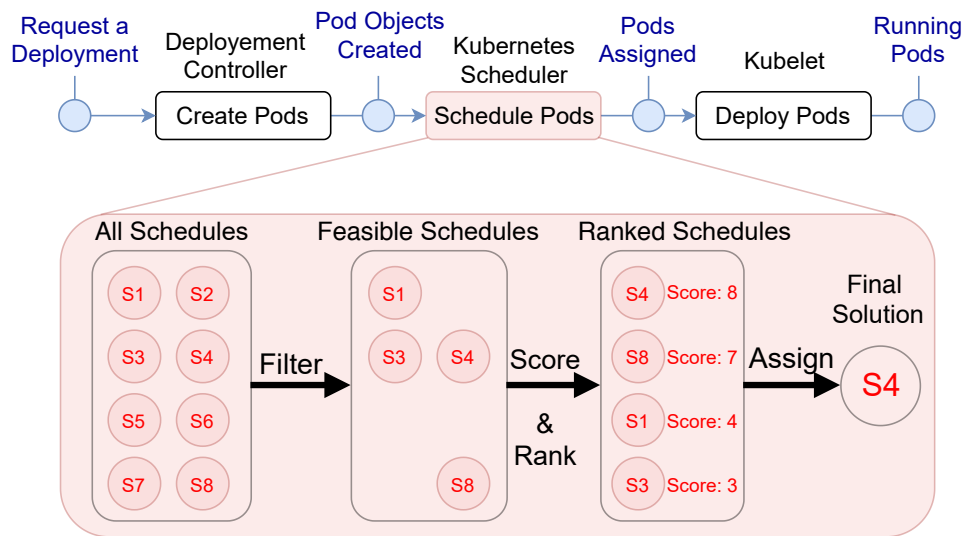 Request a
Deployment
Deployement
Controller
Pod Objects
Created
Kubernetes
Scheduler
Pods
Assigned
Kubelet
Running
Pods
Create Pods
Schedule Pods
Deploy Pods
All Schedules
Feasible Schedules
Ranked Schedules
S1 S2
S3 S4
S5 S6
S7 S8
Filter
S1
S3 S4
S8
Score
&
Rank
S4 Score: 8
S8 Score: 7
S1 Score: 4
S3 Score: 3
Assign
Final
Solution
S4